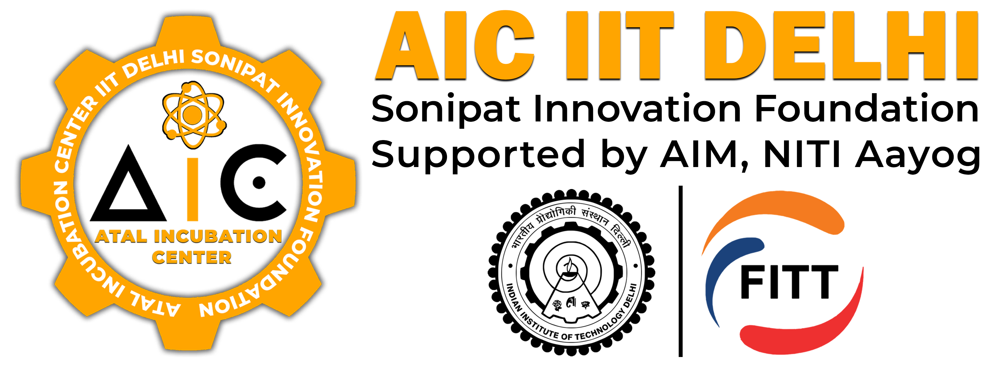 ATAL INCUBATION CENTER IIT DELHI SONIPAT INNOVATION FOUNDATION
AIC
ATAL INCUBATION
CENTER
AIC IIT DELHI
Sonipat Innovation Foundation
Supported by AIM, NITI Aayog
भारतीय प्रौद्योगिकी संस्थान दिल्ली
INDIAN INSTITUTE OF TECHNOLOGY DELHI
FITT